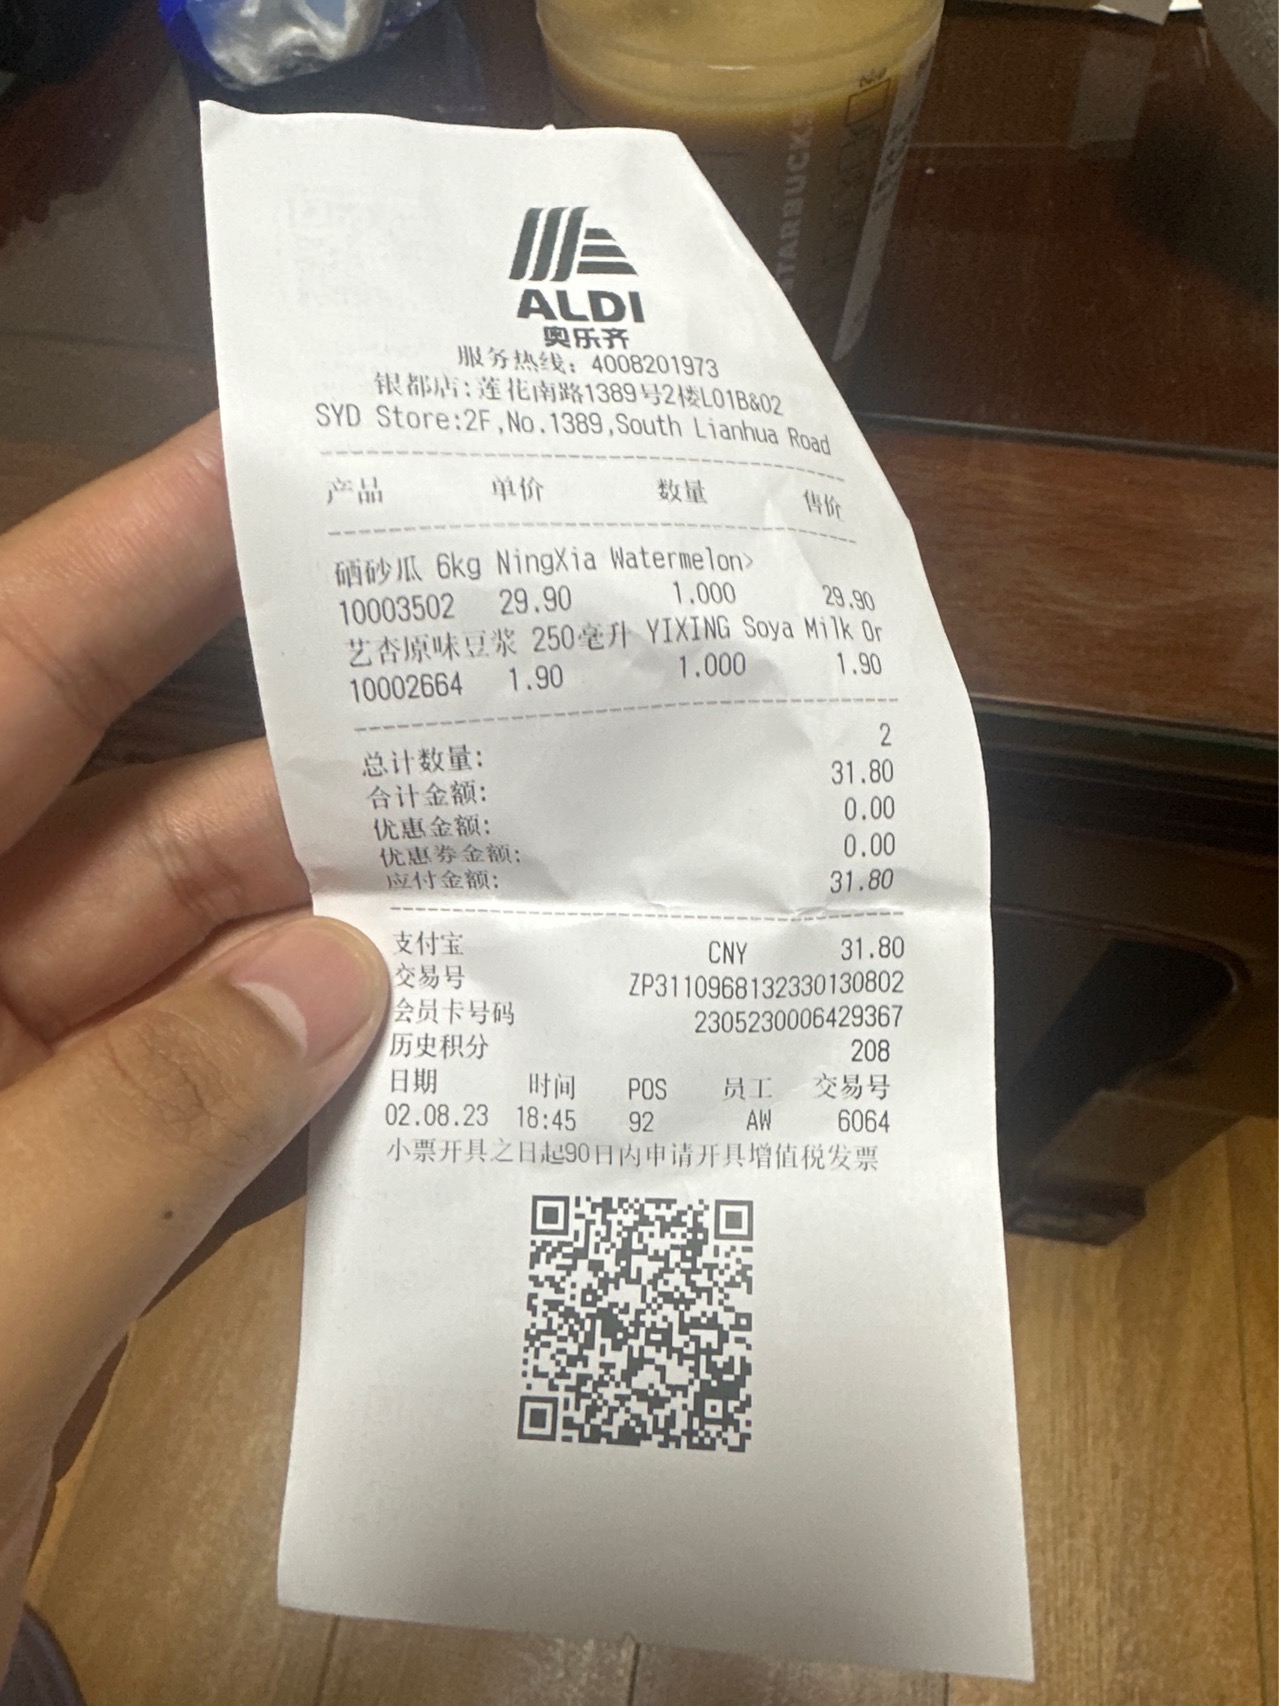 STARBUCKS
ALDI
奥乐齐
服务热线：4008201973
银都店:莲花南路1389号2楼L01B&02
SYD Store:2F,No.1389,South Lianhua Road
产品 单价 数量 售价
硒砂瓜 6kg NingXia Watermelon>
10003502 29.90 1.000 29.90
艺杏原味豆浆 250毫升 YIXING Soya Milk Or
10002664 1.90 1.000 1.90
总计数量: 2
合计金额: 31.80
优惠金额: 0.00
优惠券金额: 0.00
应付金额: 31.80
支付宝 CNY 31.80
交易号 ZP3110968132330130802
会员卡号码 2305230006429367
历史积分 208
日期 时间 POS 员工 交易号
02.08.23 18:45 92 AW 6064
小票开具之日起90日内申请开具增值税发票